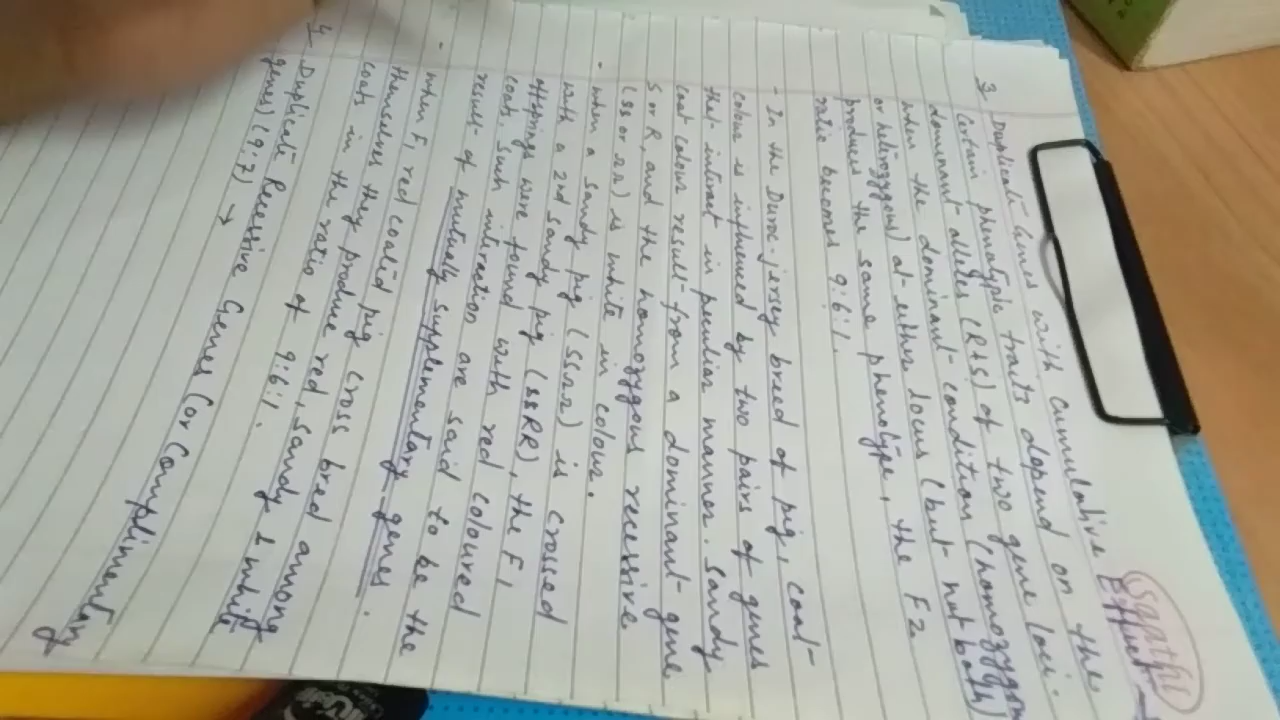 Sgathi
3 Duplicate Genes with cumulative Effect →
Certain phenotypic traits depend on the
dominant alleles (R&S) of two gene loci.
when the dominant condition (homozygous
or heterozygous) at either locus (but not both)
produces the same phenotype, the F2
ratio becomes 9:6:1.
- In the Duroc-jersey breed of pig, coat-
colour is influenced by two pairs of genes
that interact in peculiar manner. Sandy
coat colour result from a dominant gene
S or R, and the homozygous recessive
(ss or rr) is white in colour.
- when a sandy pig (SSrr) is crossed
with a 2nd sandy pig (ssRR), the F1
offsprings were found with red coloured
coats. Such interaction are said to be the
result of mutually supplementary genes.
- when F1 red coated pig cross bred among
themselves they produce red, sandy & white
coats in the ratio of 9:6:1.
4 Duplicate Recessive Genes (or Complimentary
genes) (9:7) →